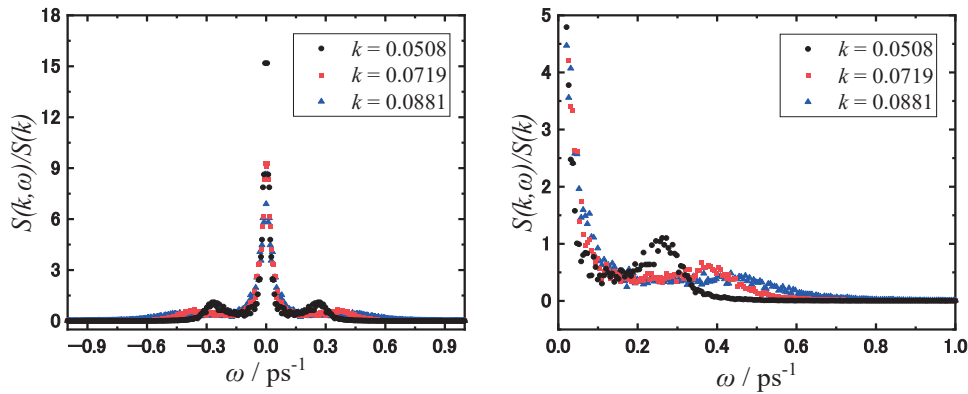 18
15
12
9
6
3
0
S(k,ω)/S(k)
k = 0.0508
k = 0.0719
k = 0.0881
−0.9 −0.6 −0.3 0.0 0.3 0.6 0.9
ω / ps-1
5
4
3
2
1
0
S(k,ω)/S(k)
k = 0.0508
k = 0.0719
k = 0.0881
0.0 0.2 0.4 0.6 0.8 1.0
ω / ps-1